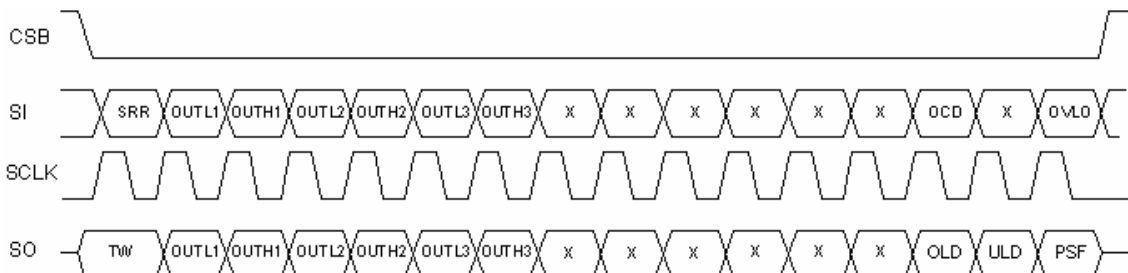 CSB
SI SRR OUTL1 OUTH1 OUTL2 OUTH2 OUTL3 OUTH3 X X X X X X OCD X OVLO
SCLK
SO TW OUTL1 OUTH1 OUTL2 OUTH2 OUTL3 OUTH3 X X X X X X OLD ULD PSF